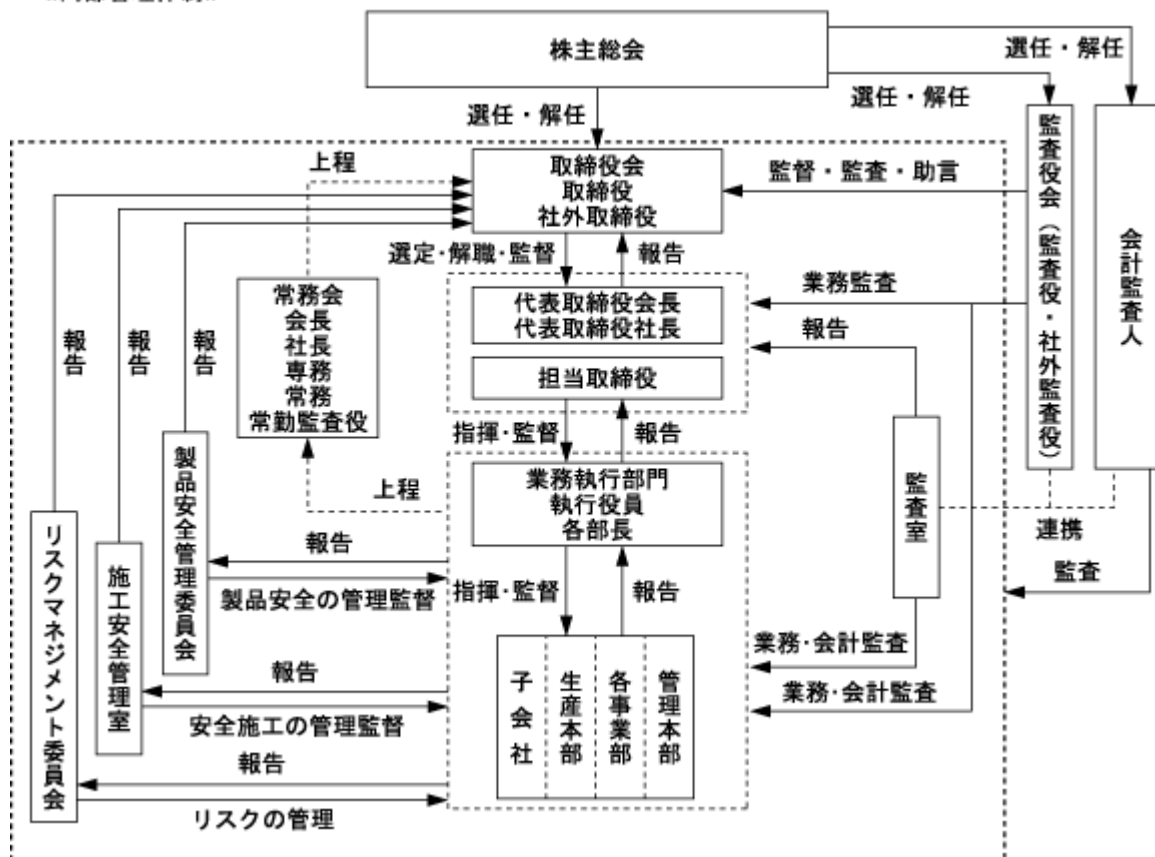 株主総会
選任・解任
選任・解任
選任・解任
監査役会（監査役・社外監査役）
会計監査人
上程
取締役会
取締役
社外取締役
監督・監査・助言
選定・解職・監督
報告
常務会
会長
社長
専務
常務
常勤監査役
代表取締役会長
代表取締役社長
業務監査
報告
担当取締役
報告
報告
報告
指揮・監督
報告
製品安全管理委員会
上程
業務執行部門
執行役員
各部長
監査室
連携
監査
リスクマネジメント委員会
施工安全管理室
報告
製品安全の管理監督
指揮・監督
報告
子会社
生産本部
各事業部
管理本部
業務・会計監査
業務・会計監査
報告
安全施工の管理監督
報告
リスクの管理